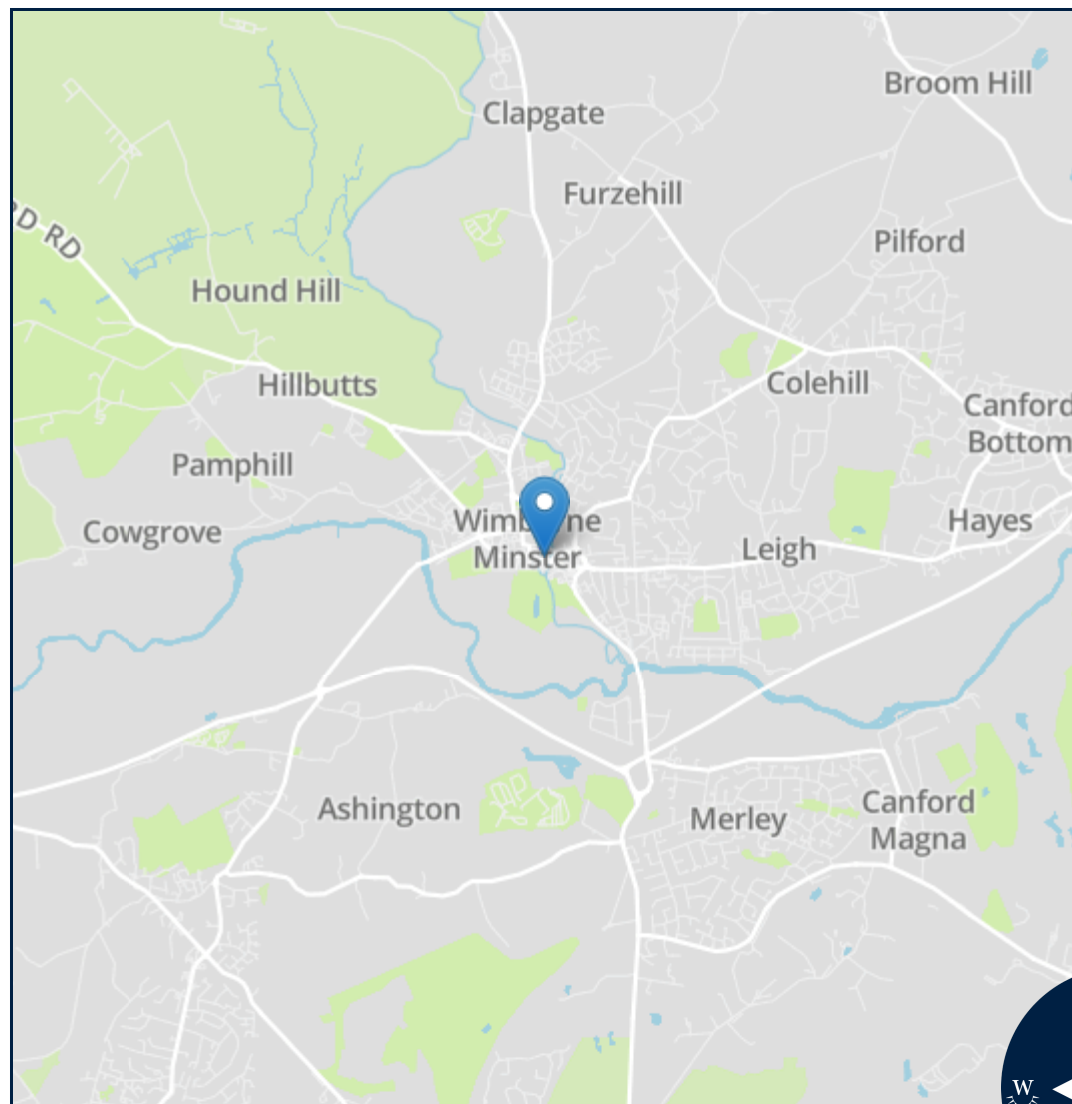 Clapgate
Broom Hill
Furzehill
RD RD
Pilford
Hound Hill
Hillbutts
Colehill
Canford
Bottom
Pamphill
Cowgrove
Wimborne
Minster
Hayes
Leigh
Ashington
Merley
Canford
Magna
W